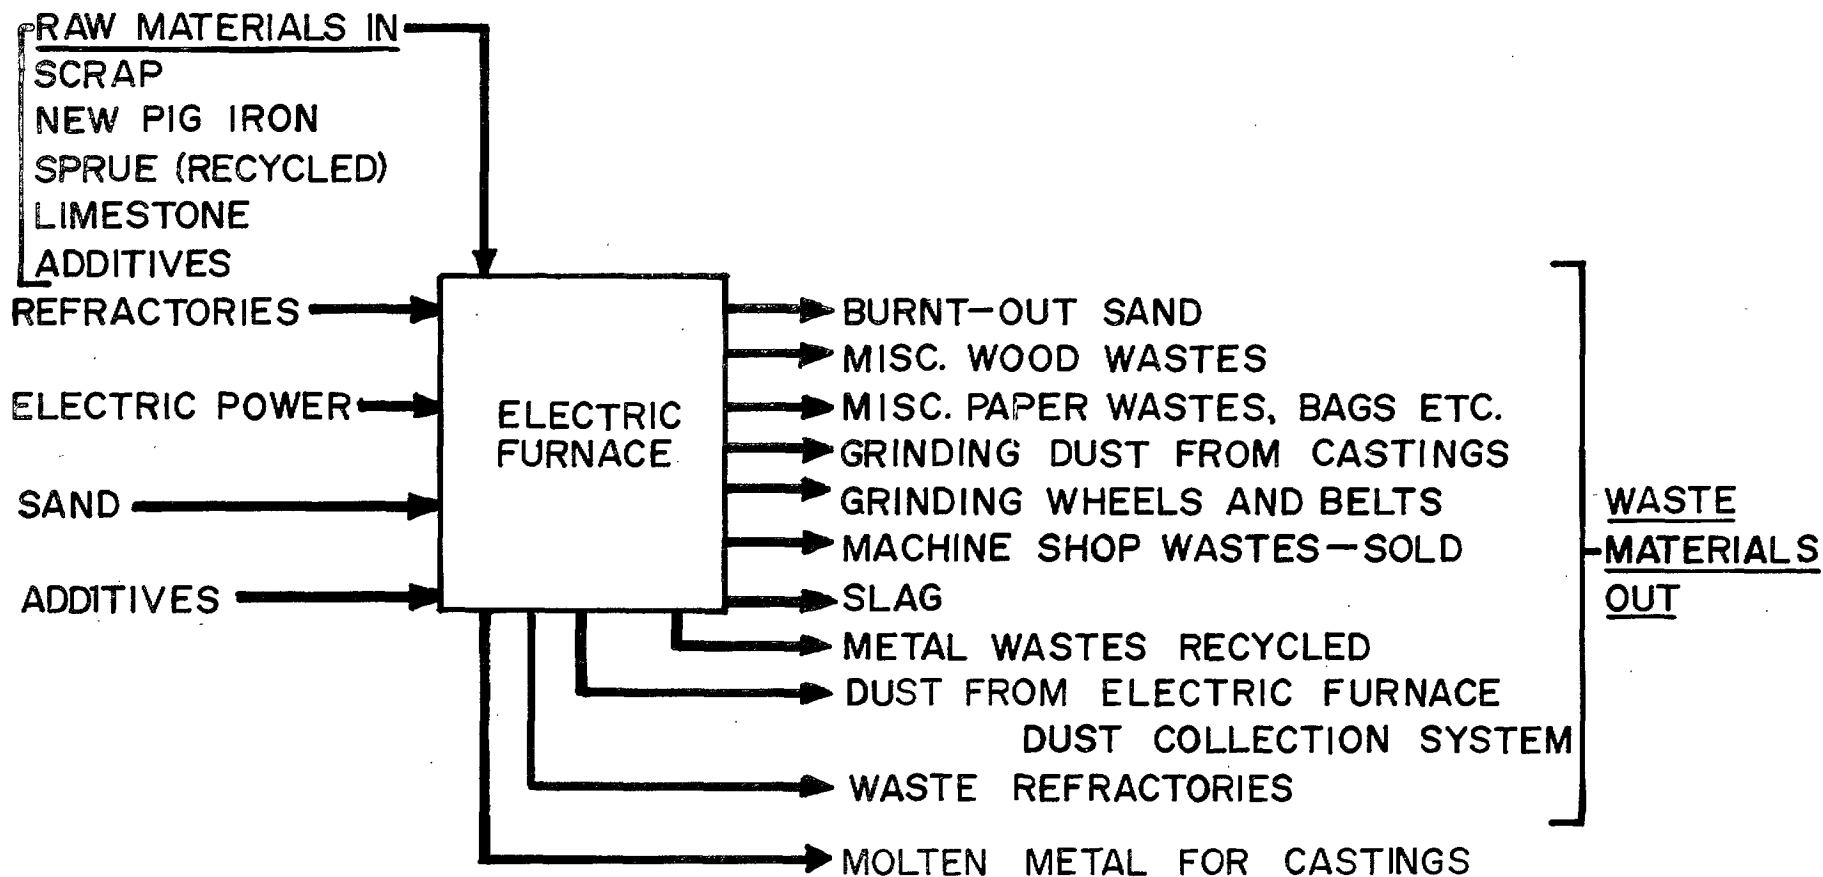 RAW MATERIALS IN
SCRAP
NEW PIG IRON
SPRUE (RECYCLED)
LIMESTONE
ADDITIVES
REFRACTORIES
ELECTRIC POWER
SAND
ADDITIVES
ELECTRIC
FURNACE
BURNT-OUT SAND
MISC. WOOD WASTES
MISC. PAPER WASTES, BAGS ETC.
GRINDING DUST FROM CASTINGS
GRINDING WHEELS AND BELTS
MACHINE SHOP WASTES-SOLD
SLAG
METAL WASTES RECYCLED
DUST FROM ELECTRIC FURNACE
DUST COLLECTION SYSTEM
WASTE REFRACTORIES
MOLTEN METAL FOR CASTINGS
WASTE
MATERIALS
OUT